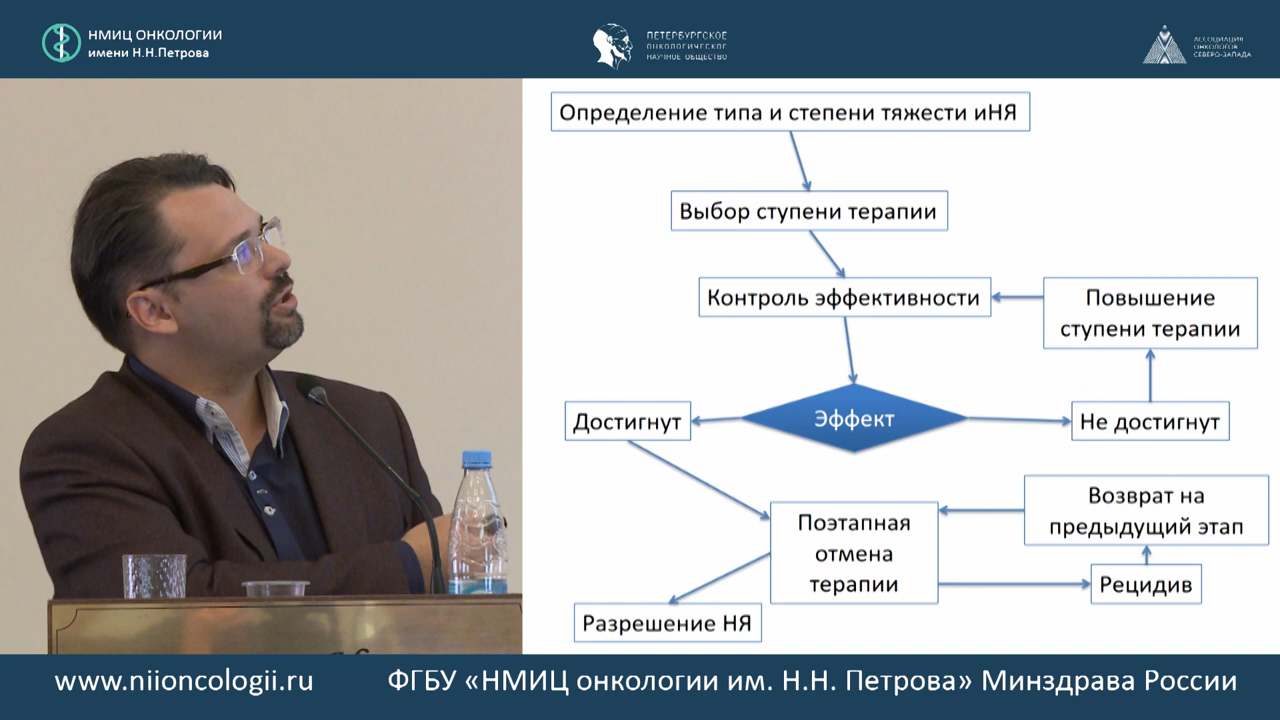 НМИЦ ОНКОЛОГИИ
имени Н.Н.Петрова
ПЕТЕРБУРГСКОЕ
ОНКОЛОГИЧЕСКОЕ
НАУЧНОЕ ОБЩЕСТВО
АССОЦИАЦИЯ
ОНКОЛОГОВ
СЕВЕРО-ЗАПАДА
Определение типа и степени тяжести иНЯ
Выбор ступени терапии
Контроль эффективности
Повышение
ступени терапии
Достигнут
Эффект
Не достигнут
Поэтапная
отмена
терапии
Возврат на
предыдущий этап
Рецидив
Разрешение НЯ
www.niioncologii.ru
ФГБУ «НМИЦ онкологии им. Н.Н. Петрова» Минздрава России